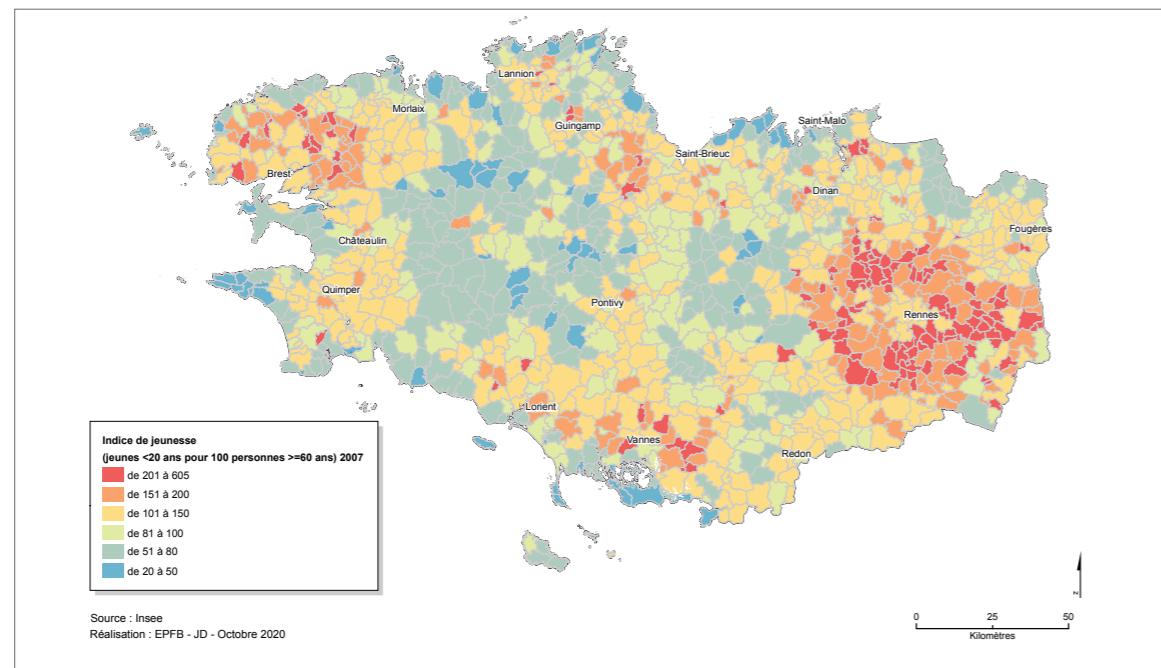 Lannion
Morlaix
Guingamp
Saint-Malo
Saint-Brieuc
Brest
Dinan
Fougères
Châteaulin
Quimper
Pontivy
Rennes
Lorient
Vannes
Redon
Indice de jeunesse
(jeunes <20 ans pour 100 personnes >=60 ans) 2007
de 201 à 605
de 151 à 200
de 101 à 150
de 81 à 100
de 51 à 80
de 20 à 50
Source : Insee
Réalisation : EPFB - JD - Octobre 2020
N
0 25 50
Kilomètres